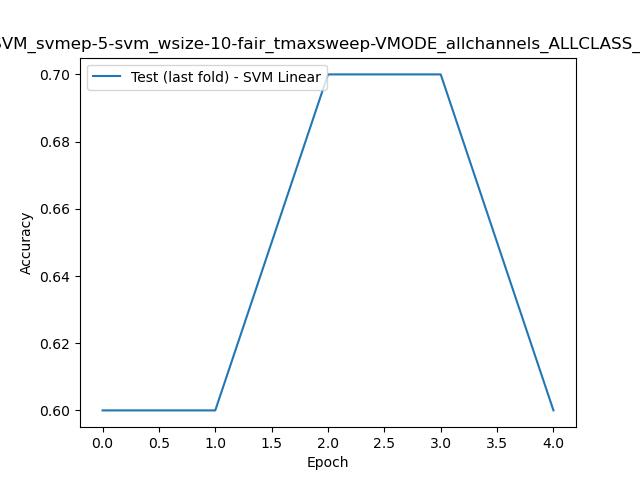 SVM_svmep-5-svm_wsize-10-fair_tmaxsweep-VMODE_allchannels_ALLCLASS_
Test (last fold) - SVM Linear
Accuracy
0.70
0.68
0.66
0.64
0.62
0.60
0.0 0.5 1.0 1.5 2.0 2.5 3.0 3.5 4.0
Epoch